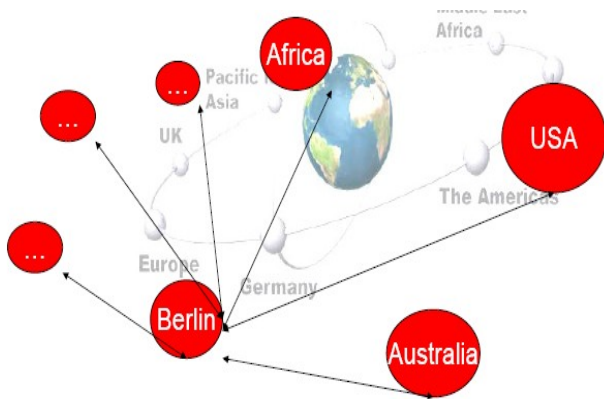 Middle East
Africa
Africa
...
Pacific
Asia
...
UK
USA
The Americas
...
Europe
Germany
Berlin
Australia